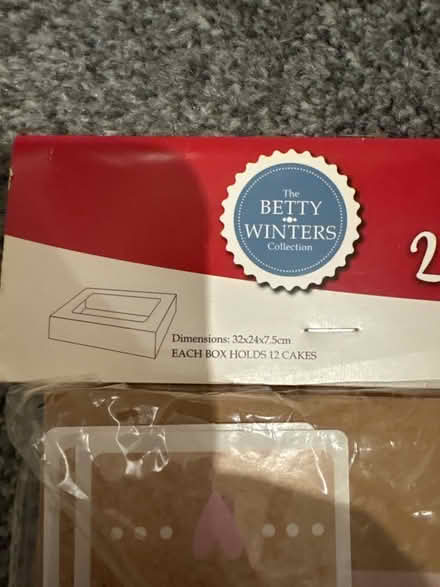 The
BETTY
WINTERS
Collection
2
Dimensions: 32x24x7.5cm
EACH BOX HOLDS 12 CAKES